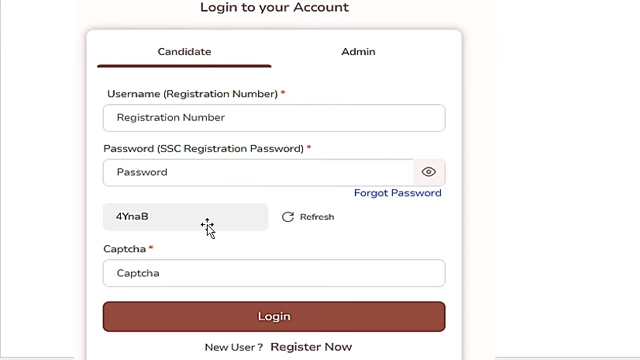 Login to your Account
Candidate Admin
Username (Registration Number) *
Registration Number
Password (SSC Registration Password) *
Password
Forgot Password
4YnaB Refresh
Captcha *
Captcha
Login
New User ? Register Now